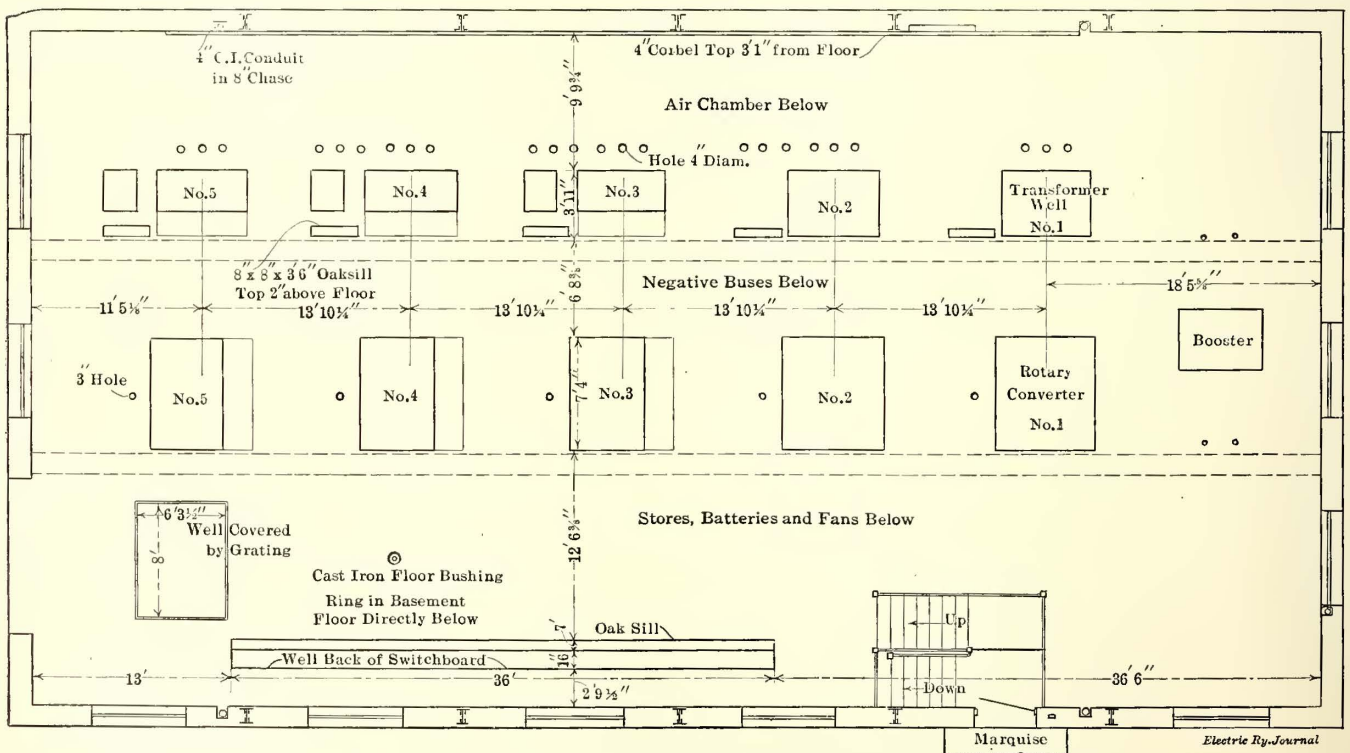 4" C.I. Conduit
in 8" Chase
4" Corbel Top 3'1" from Floor
9' 9¾"
Air Chamber Below
Hole 4" Diam.
No.5
No.4
No.3
3'11"
No.2
Transformer
Well
No.1
8" x 8" x 3'6" Oaksill
Top 2" above Floor
6' 8⅜"
Negative Buses Below
11' 5⅛"
13' 10¼"
13' 10¼"
13' 10¼"
13' 10¼"
Booster
3" Hole
No.5
No.4
7'4"
No.3
No.2
Rotary
Converter
No.1
6' 3½"
8'
Well Covered
by Grating
12' 6⅜"
Stores, Batteries and Fans Below
Cast Iron Floor Bushing
Ring in Basement
Floor Directly Below
7'
Oak Sill
16"
Well Back of Switchboard
Up
Down
13'
36'
2' 9½"
36' 6"
Marquise
Electric Ry. Journal